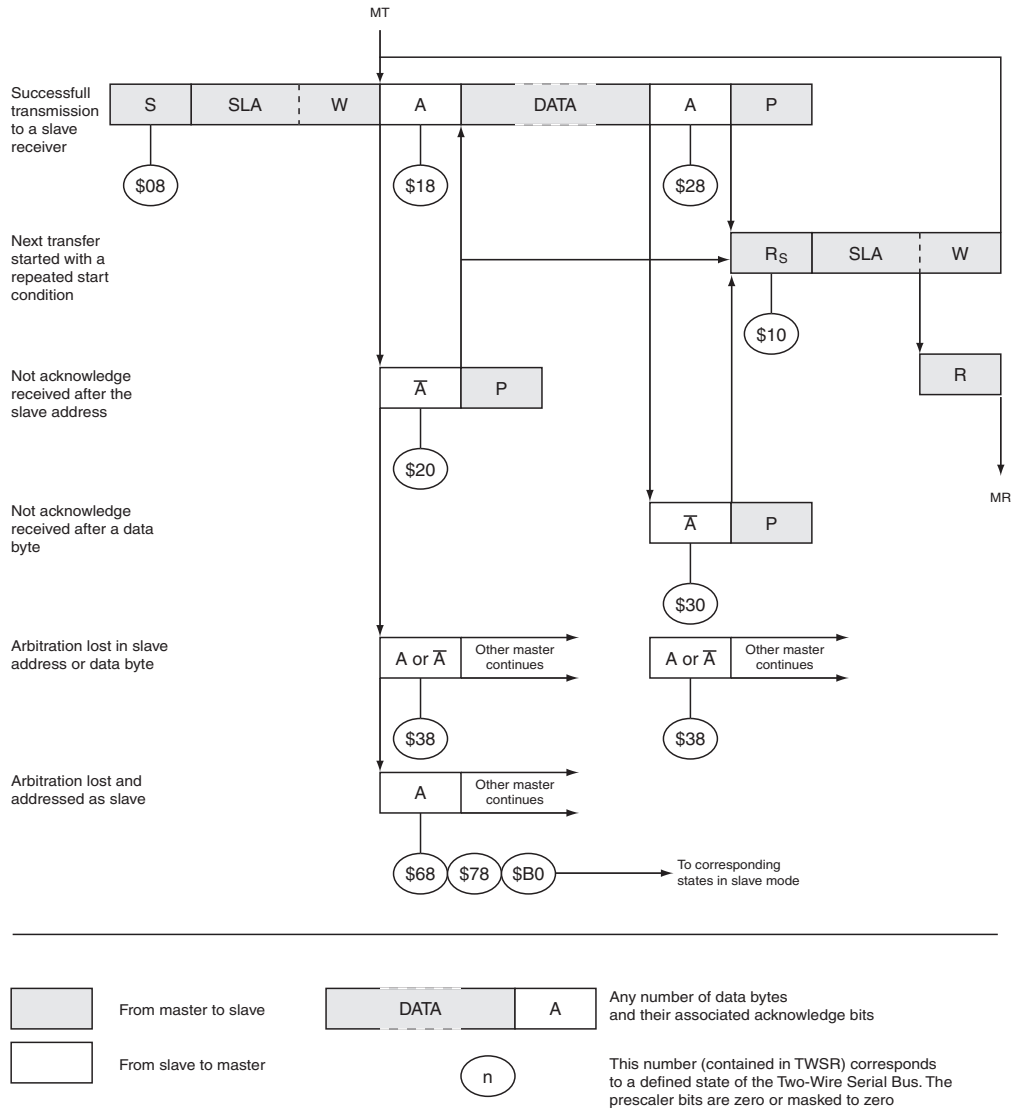 MT
Successfull
transmission
to a slave
receiver
S SLA W A DATA A P
$08 $18 $28
Next transfer
started with a
repeated start
condition
RS SLA W
$10
Not acknowledge
received after the
slave address
A̅ P
R
$20
MR
Not acknowledge
received after a data
byte
A̅ P
$30
Arbitration lost in slave
address or data byte
A or A̅ Other master
continues
A or A̅ Other master
continues
$38 $38
Arbitration lost and
addressed as slave
A Other master
continues
$68 $78 $B0 To corresponding
states in slave mode
From master to slave
DATA A
Any number of data bytes
and their associated acknowledge bits
From slave to master
n
This number (contained in TWSR) corresponds
to a defined state of the Two-Wire Serial Bus. The
prescaler bits are zero or masked to zero